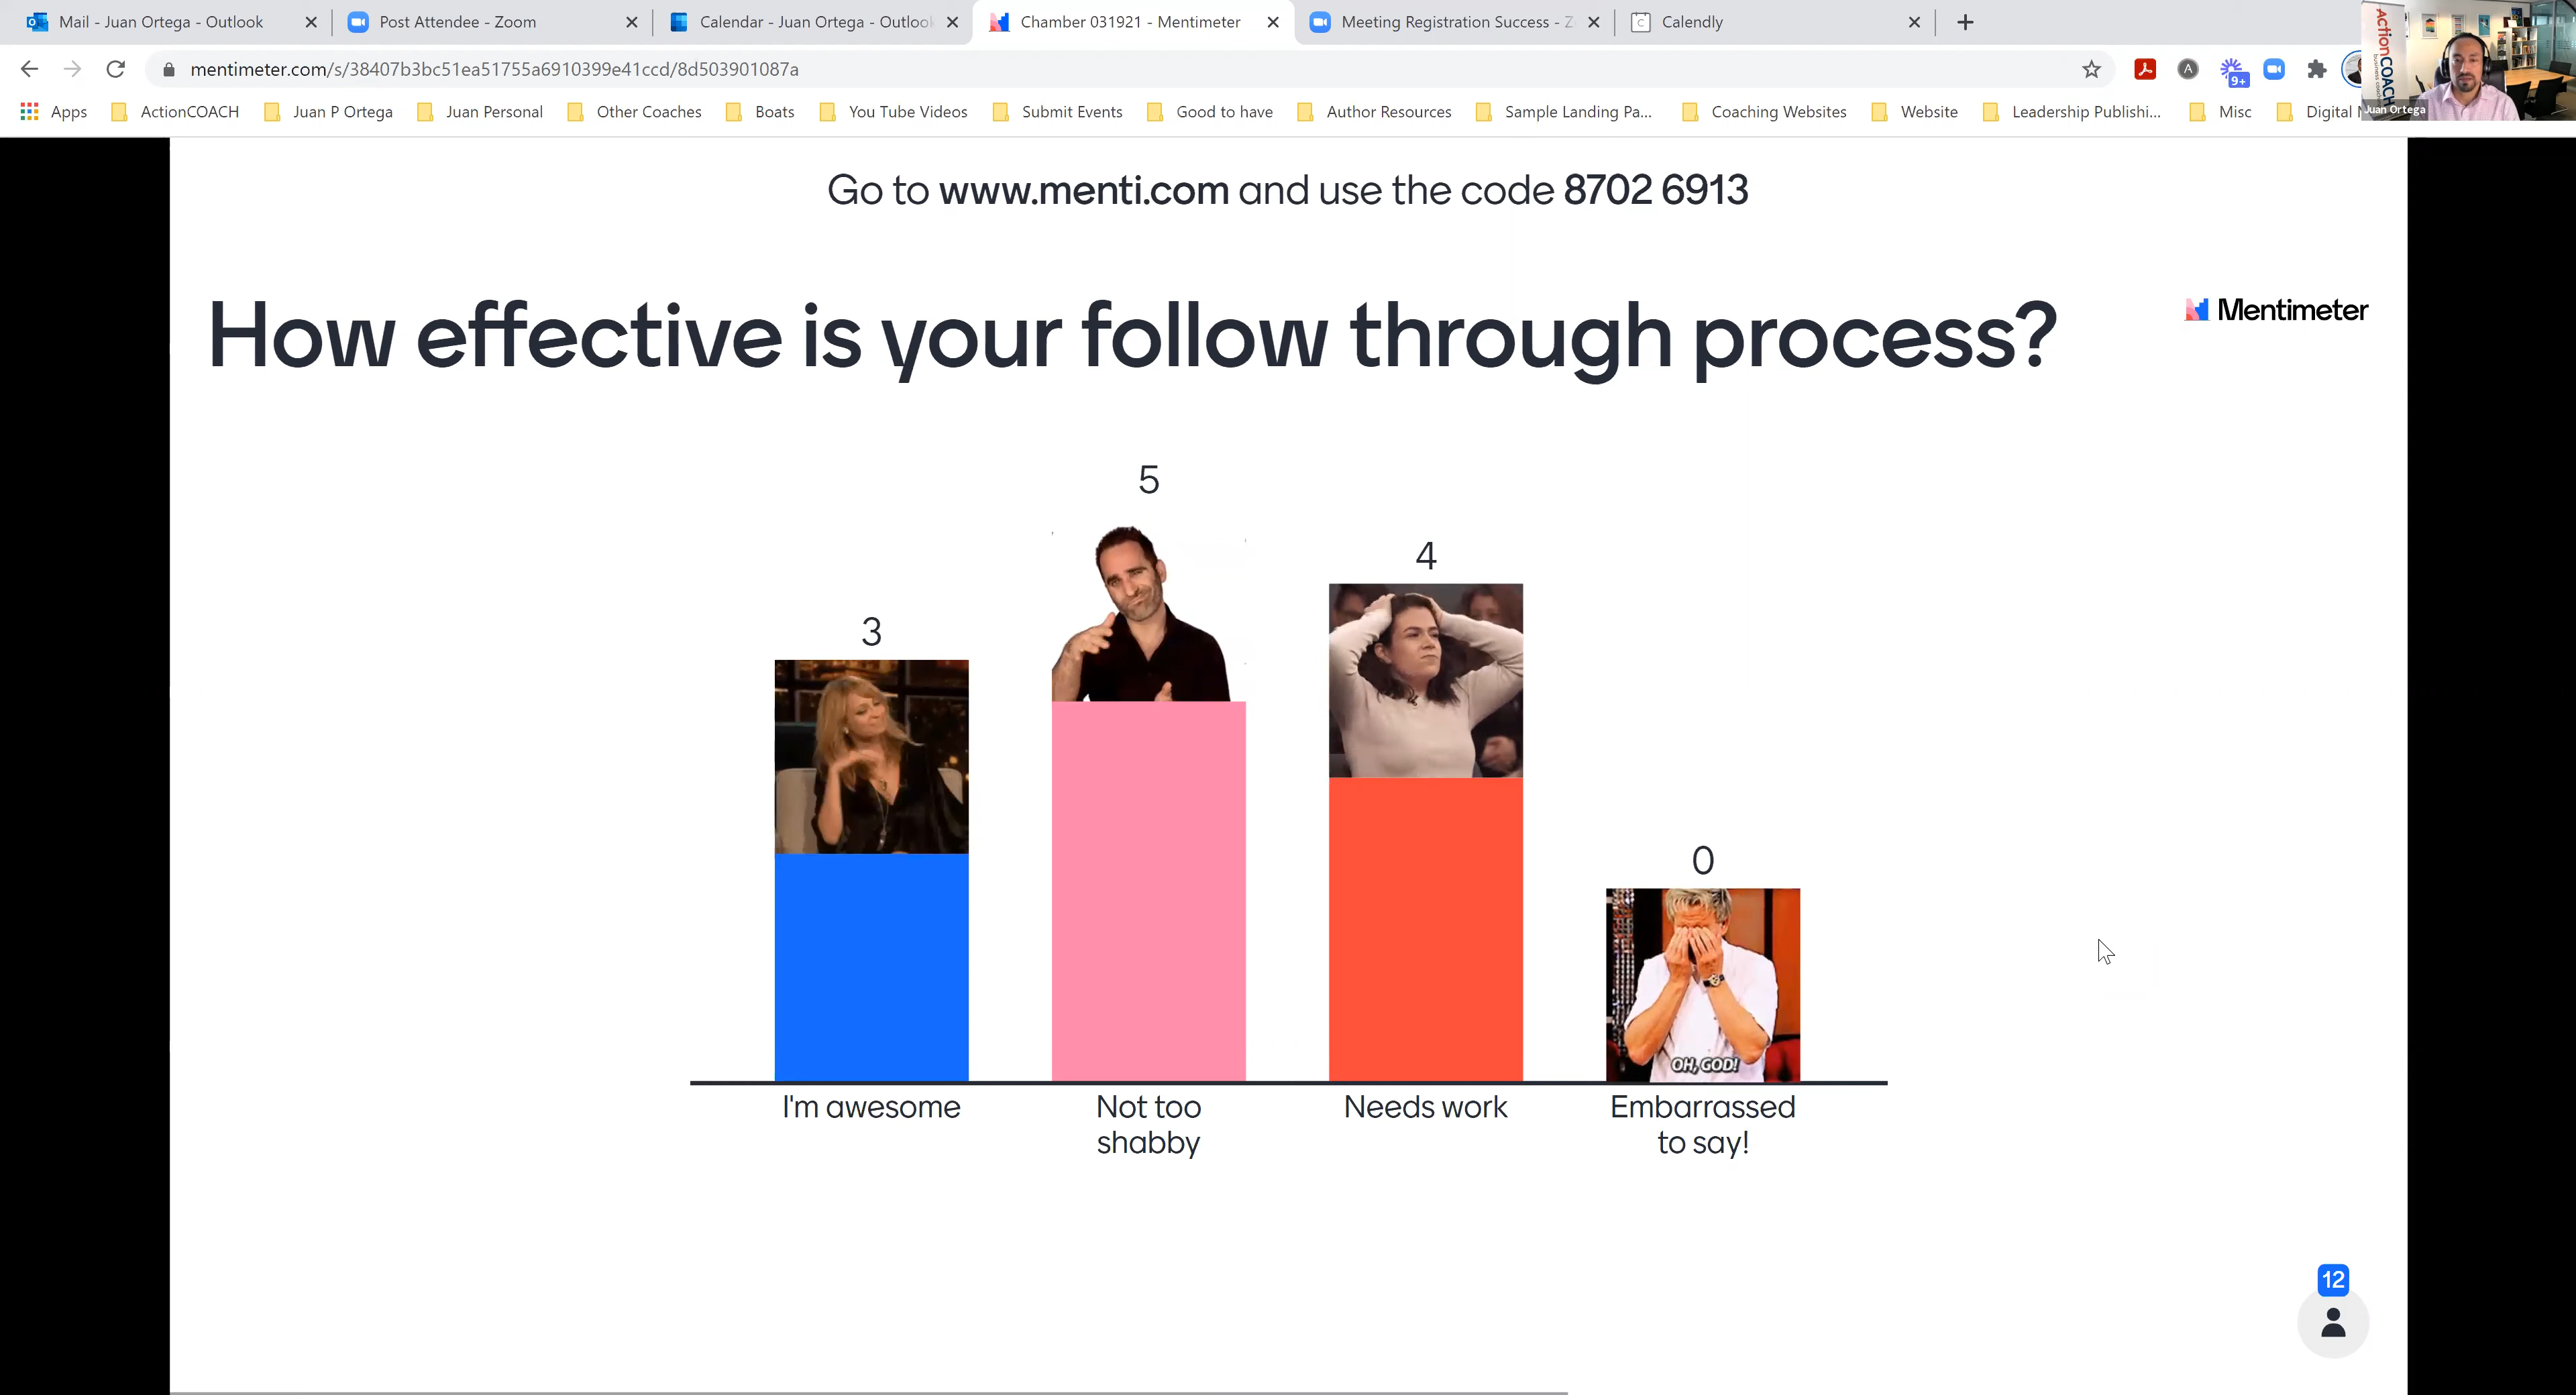 Mail - Juan Ortega - Outlook
Post Attendee - Zoom
Calendar - Juan Ortega - Outlook
Chamber 031921 - Mentimeter
Meeting Registration Success - Z
Calendly
mentimeter.com/s/38407b3bc51ea51755a6910399e41ccd/8d503901087a
9+
Apps
ActionCOACH
Juan P Ortega
Juan Personal
Other Coaches
Boats
You Tube Videos
Submit Events
Good to have
Author Resources
Sample Landing Pa...
Coaching Websites
Website
Leadership Publishi...
Misc
Digital
ActionCOACH
business coaching
Juan Ortega
Go to www.menti.com and use the code 8702 6913
How effective is your follow through process?
Mentimeter
3
5
4
0
OH, GOD!
I'm awesome
Not too
shabby
Needs work
Embarrassed
to say!
12